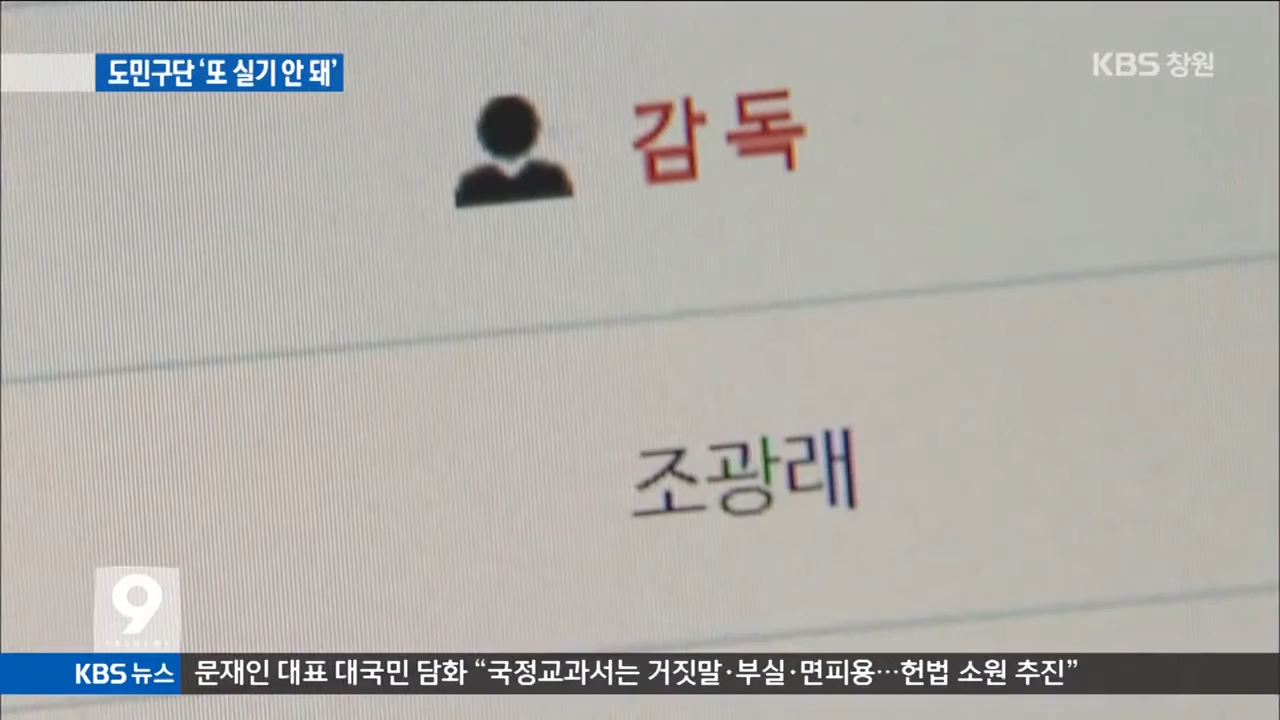 도민구단 ‘또 실기 안 돼’
KBS 창원
감독
조광래
9
KBS 뉴스
문재인 대표 대국민 담화 “국정교과서는 거짓말·부실·면피용…헌법 소원 추진”